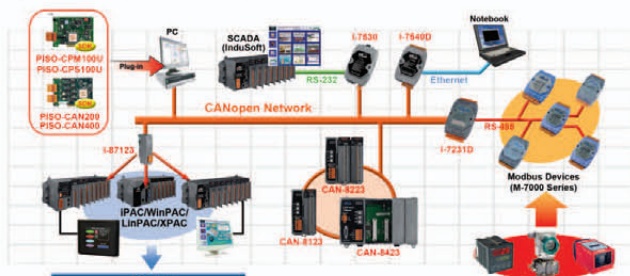 PISO-CPM100U
PISO-CPS100U
Plug-in
PISO-CAN200
PISO-CAN400
PC
SCADA
(InduSoft)
RS-232
I-7530
I-7540D
Ethernet
Notebook
CANopen Network
I-7231D
RS-485
Modbus Devices
(M-7000 Series)
I-87123
iPAC/WinPAC/
LinPAC/XPAC
CAN-8223
CAN-8123
CAN-8423